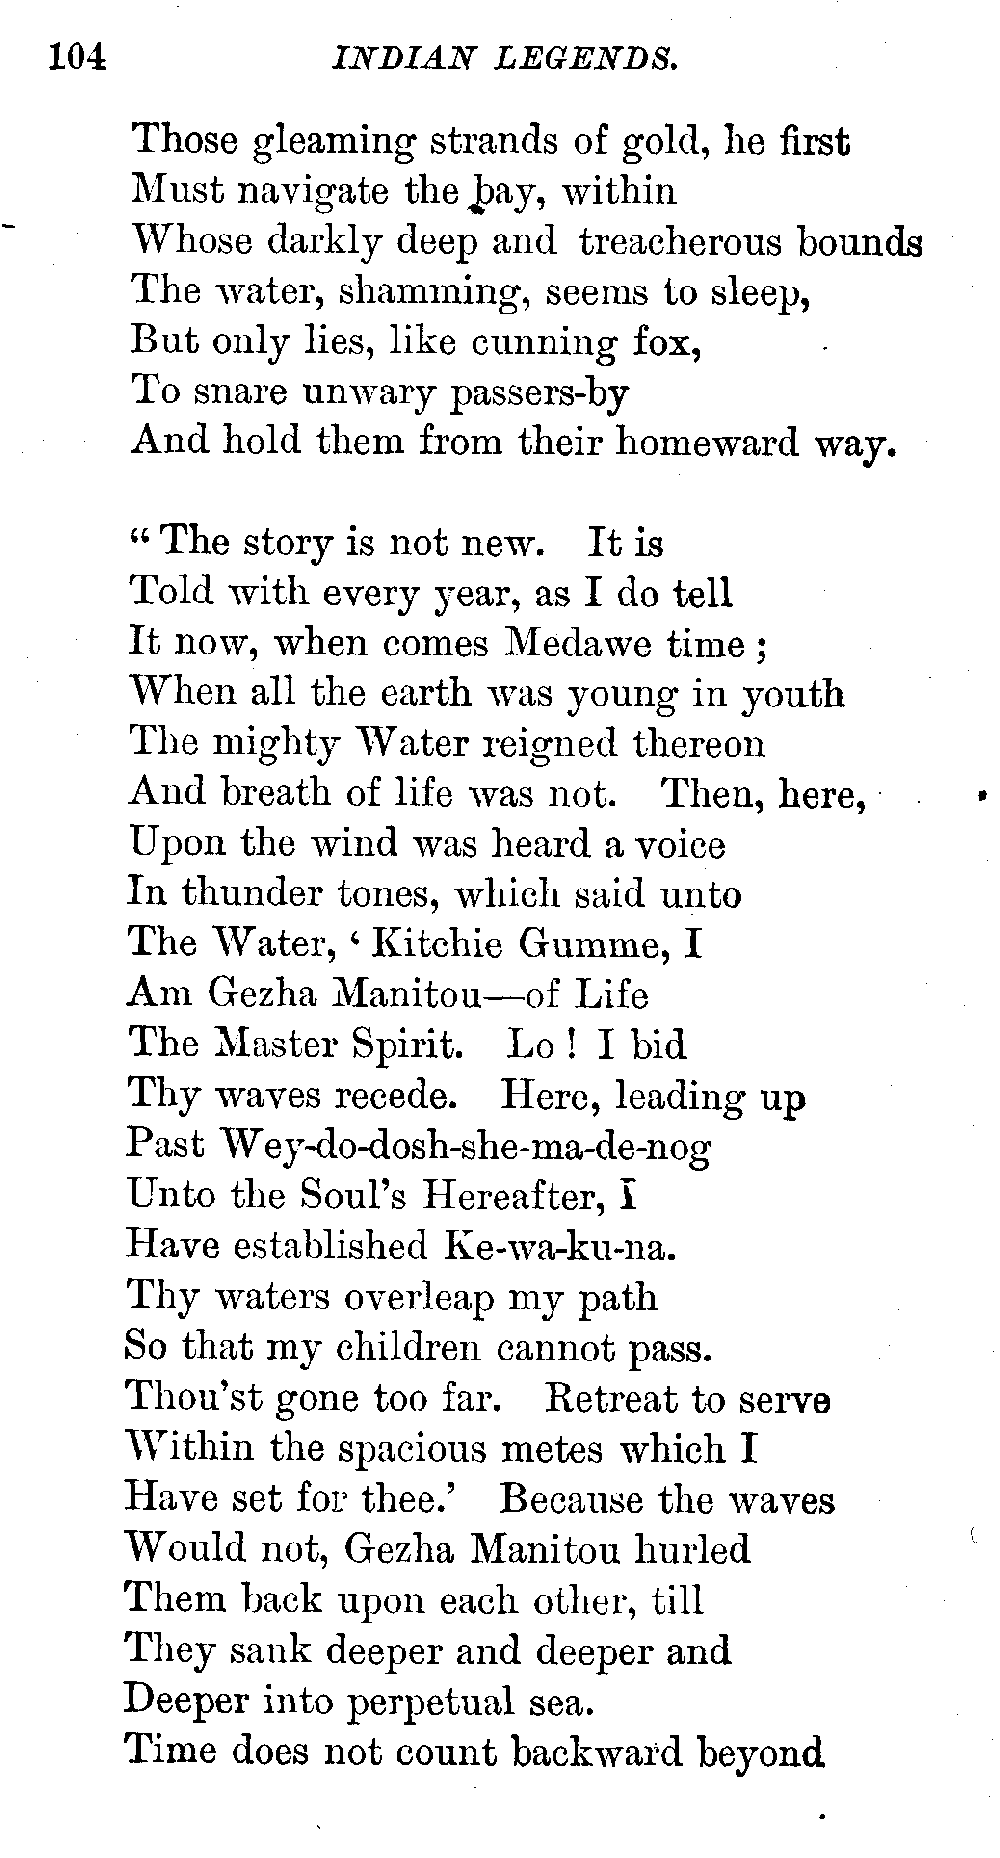 104 INDIAN LEGENDS.
Those gleaming strands of gold, he first
Must navigate the bay, within
Whose darkly deep and treacherous bounds
The water, shamming, seems to sleep,
But only lies, like cunning fox,
To snare unwary passers-by
And hold them from their homeward way.
“ The story is not new. It is
Told with every year, as I do tell
It now, when comes Medawe time ;
When all the earth was young in youth
The mighty Water reigned thereon
And breath of life was not. Then, here,
Upon the wind was heard a voice
In thunder tones, which said unto
The Water, ‘ Kitchie Gumme, I
Am Gezha Manitou—of Life
The Master Spirit. Lo ! I bid
Thy waves recede. Here, leading up
Past Wey-do-dosh-she-ma-de-nog
Unto the Soul’s Hereafter, I
Have established Ke-wa-ku-na.
Thy waters overleap my path
So that my children cannot pass.
Thou’st gone too far. Retreat to serve
Within the spacious metes which I
Have set for thee.’ Because the waves
Would not, Gezha Manitou hurled
Them back upon each other, till
They sank deeper and deeper and
Deeper into perpetual sea.
Time does not count backward beyond